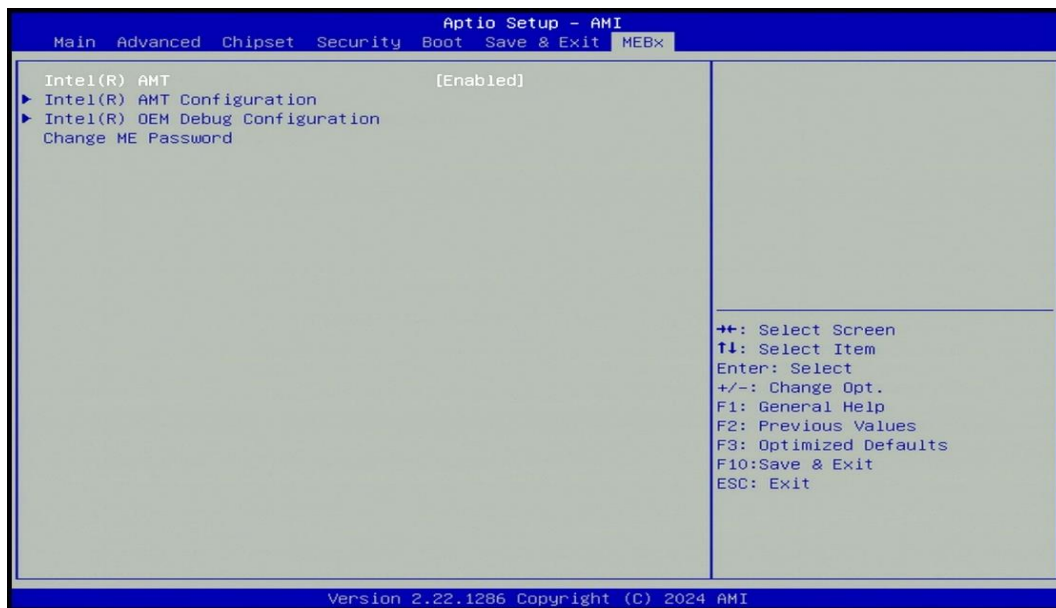 Aptio Setup – AMI
Main Advanced Chipset Security Boot Save & Exit MEBx
Intel(R) AMT [Enabled]
▶ Intel(R) AMT Configuration
▶ Intel(R) OEM Debug Configuration
Change ME Password
→←: Select Screen
↑↓: Select Item
Enter: Select
+/-: Change Opt.
F1: General Help
F2: Previous Values
F3: Optimized Defaults
F10:Save & Exit
ESC: Exit
Version 2.22.1286 Copyright (C) 2024 AMI